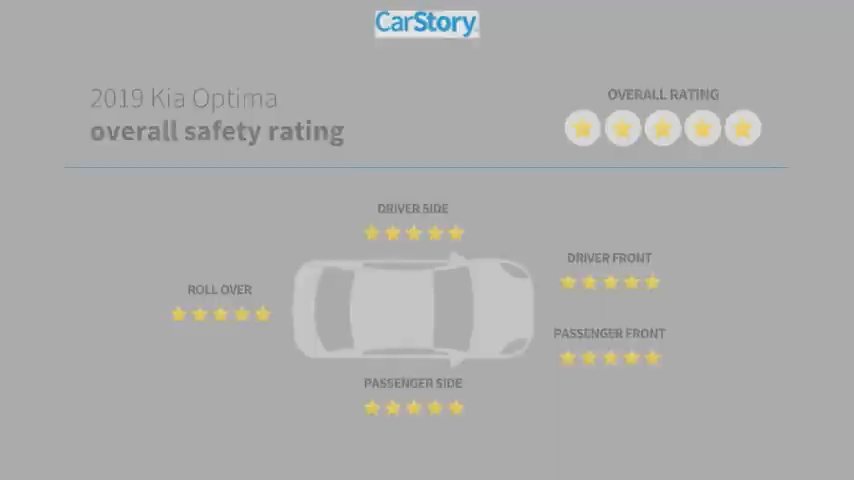 CarStory
2019 Kia Optima
overall safety rating
OVERALL RATING
DRIVER SIDE
DRIVER FRONT
ROLL OVER
PASSENGER FRONT
PASSENGER SIDE